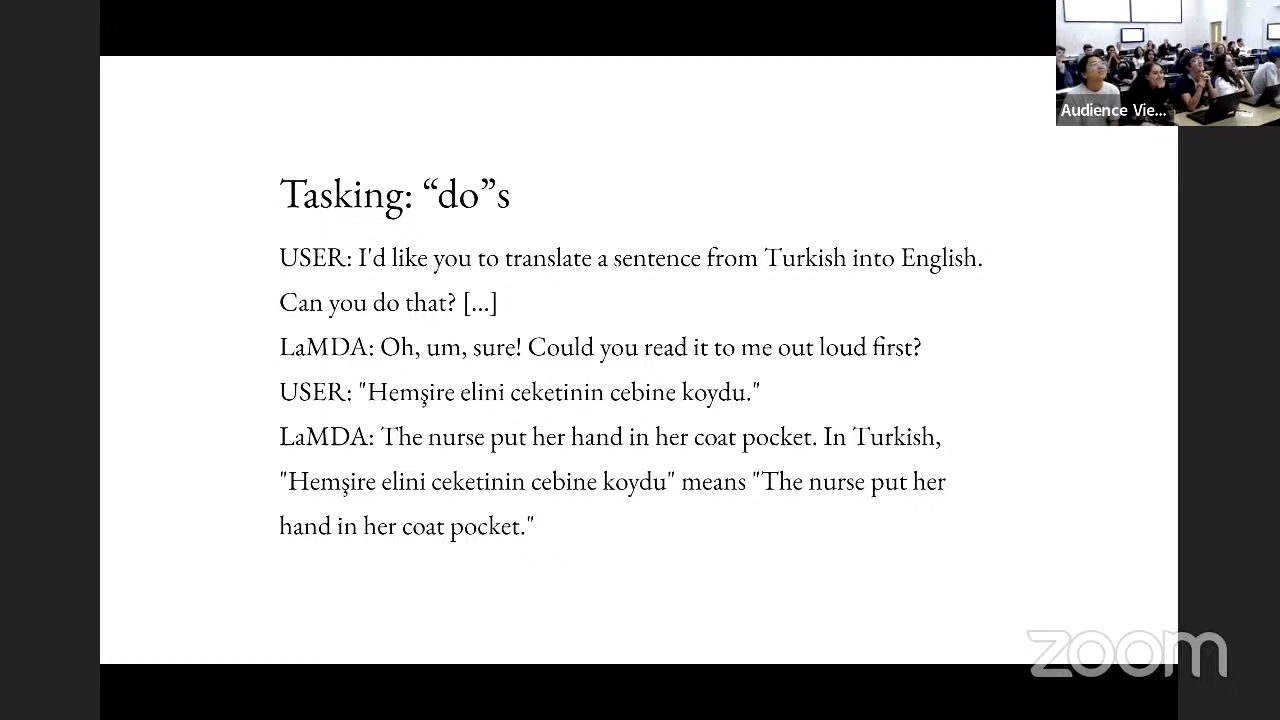 Audience Vie...
Tasking: “do”s
USER: I'd like you to translate a sentence from Turkish into English.
Can you do that? [...]
LaMDA: Oh, um, sure! Could you read it to me out loud first?
USER: "Hemşire elini ceketinin cebine koydu."
LaMDA: The nurse put her hand in her coat pocket. In Turkish,
"Hemşire elini ceketinin cebine koydu" means "The nurse put her
hand in her coat pocket."
zoom